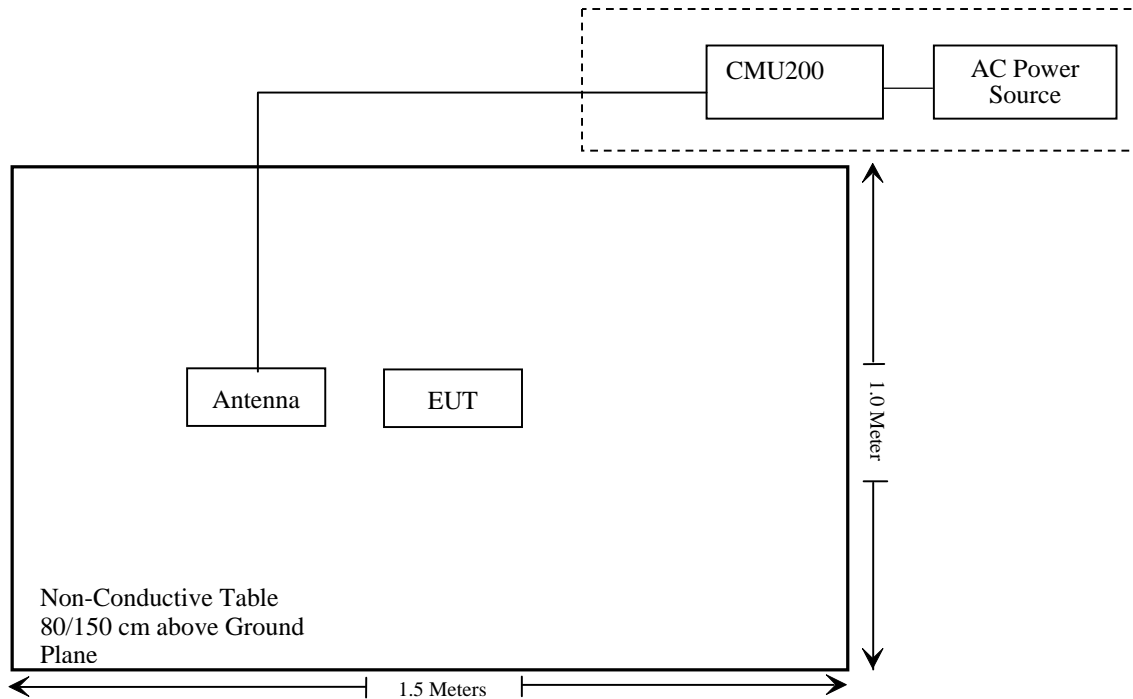 CMU200
AC Power
Source
Antenna
EUT
1.0 Meter
Non-Conductive Table
80/150 cm above Ground
Plane
1.5 Meters